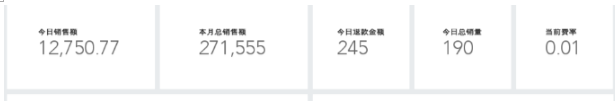 今日销售额
12,750.77
本月总销售额
271,555
今日退款金额
245
今日总销量
190
当前费率
0.01